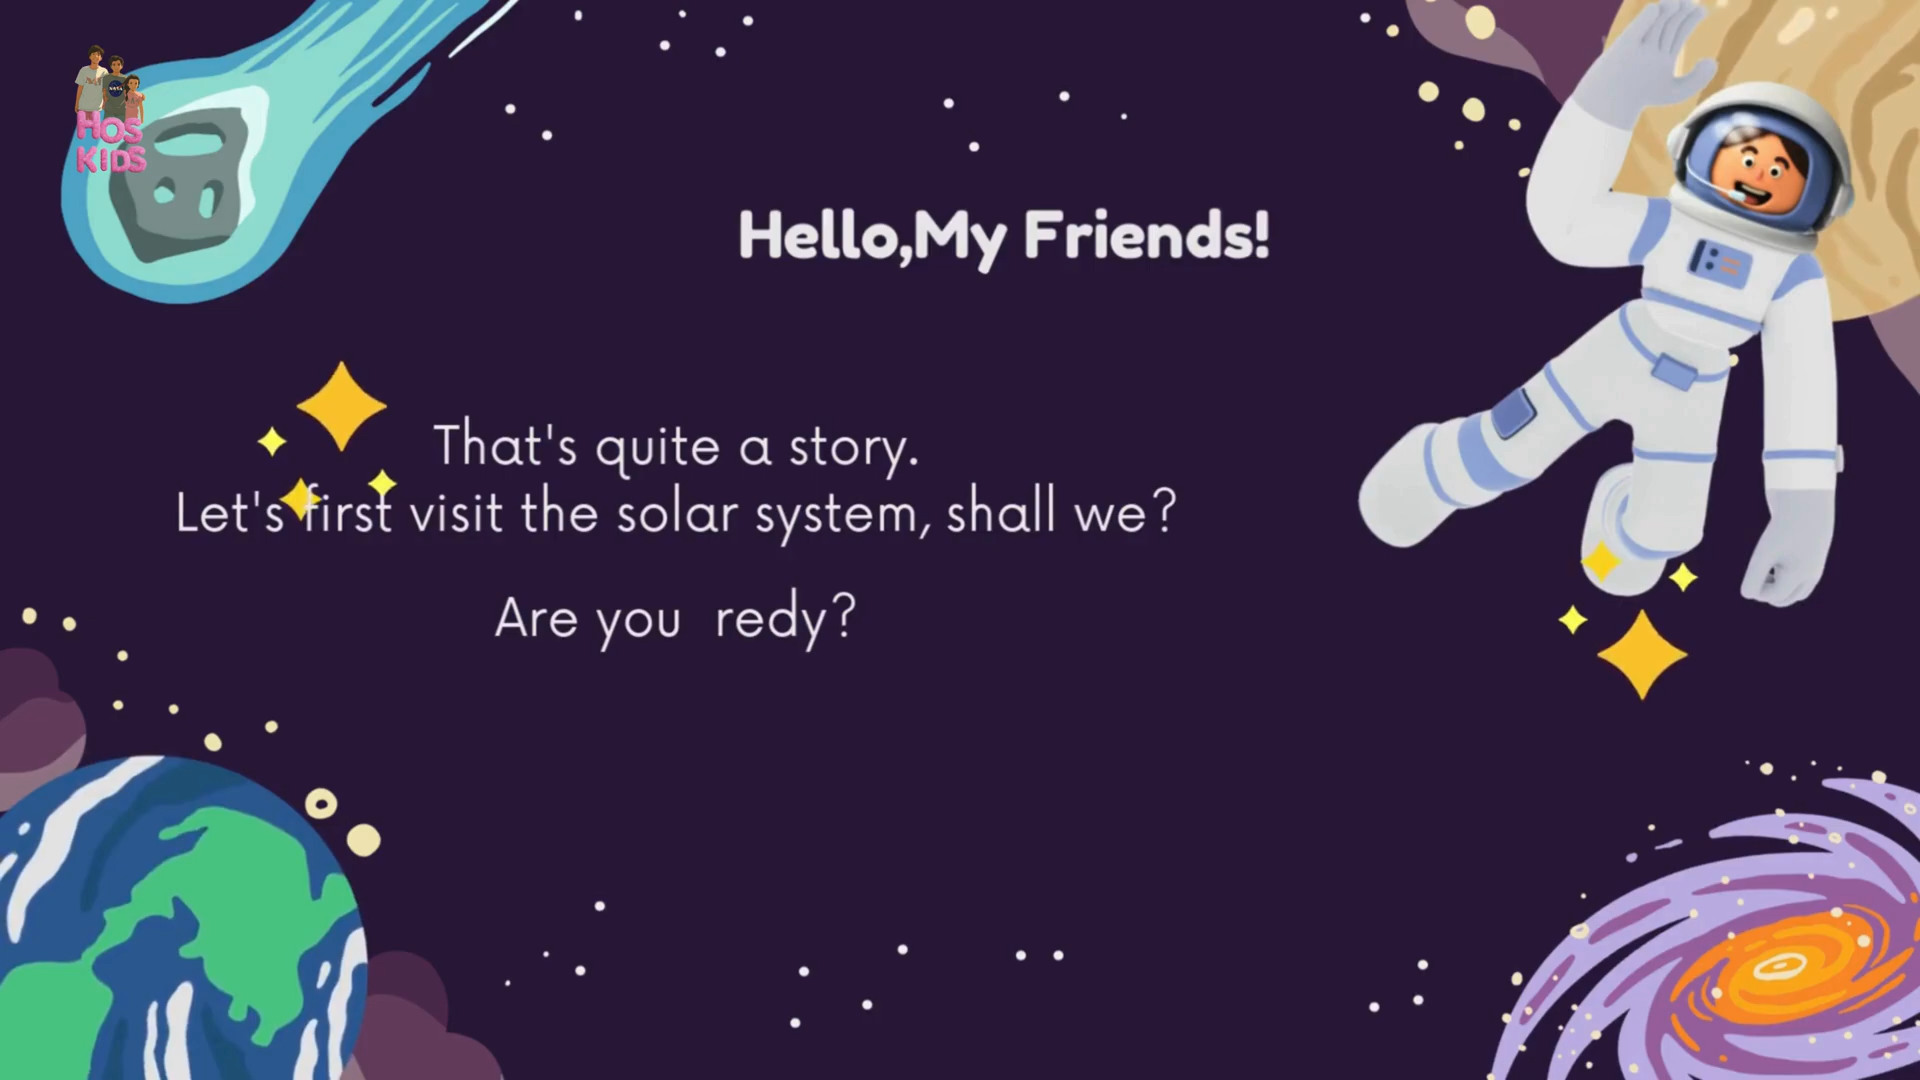 HOS
KIDS
Hello,My Friends!
That's quite a story.
Let's first visit the solar system, shall we?
Are you redy?